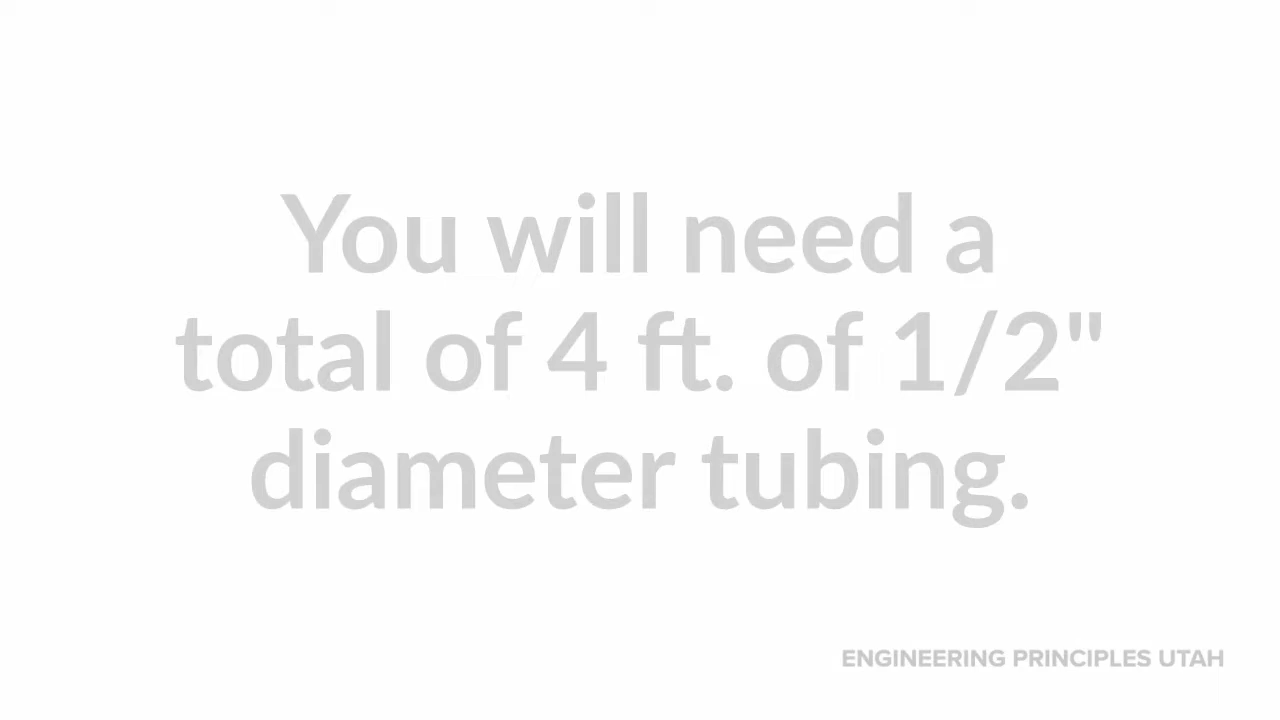 You will need a
total of 4 ft. of 1/2"
diameter tubing.
ENGINEERING PRINCIPLES UTAH